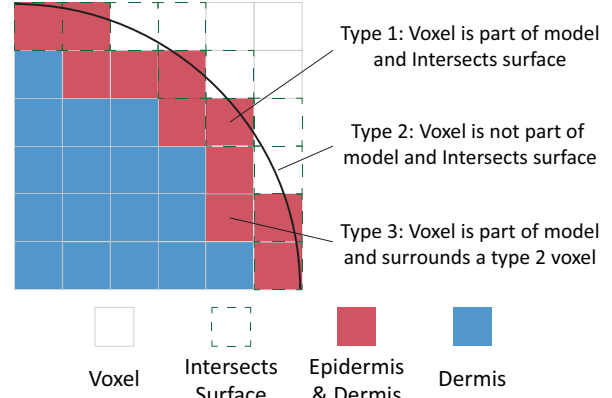 Type 1: Voxel is part of model
and Intersects surface
Type 2: Voxel is not part of
model and Intersects surface
Type 3: Voxel is part of model
and surrounds a type 2 voxel
Voxel
Intersects
Surface
Epidermis
& Dermis
Dermis